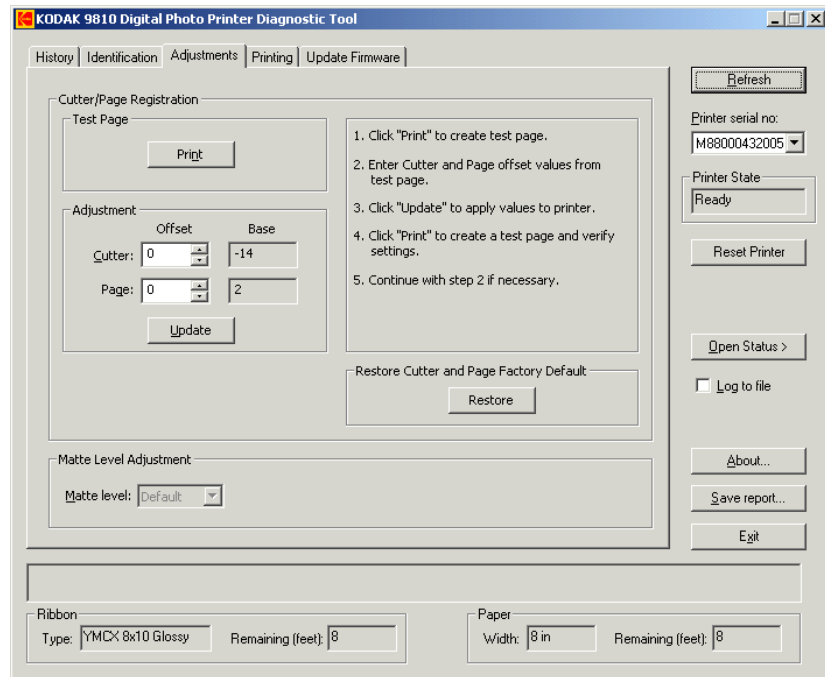 KODAK 9810 Digital Photo Printer Diagnostic Tool
History Identification Adjustments Printing Update Firmware
Cutter/Page Registration
Test Page
Print
Adjustment
Offset Base
Cutter: 0 -14
Page: 0 2
Update
1. Click "Print" to create test page.
2. Enter Cutter and Page offset values from
test page.
3. Click "Update" to apply values to printer.
4. Click "Print" to create a test page and verify
settings.
5. Continue with step 2 if necessary.
Restore Cutter and Page Factory Default
Restore
Matte Level Adjustment
Matte level: Default
Refresh
Printer serial no:
M88000432005
Printer State
Ready
Reset Printer
Open Status >
Log to file
About...
Save report...
Exit
Ribbon
Type: YMCX 8x10 Glossy Remaining (feet): 8
Paper
Width: 8 in Remaining (feet): 8